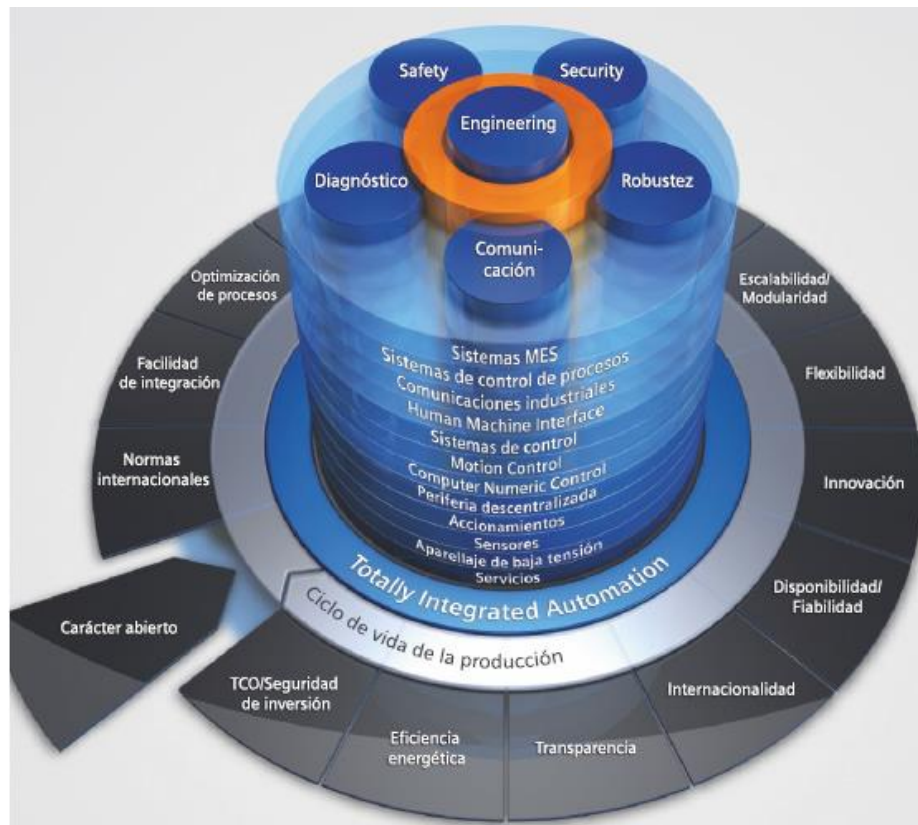 Safety
Security
Engineering
Diagnóstico
Robustez
Comuni-
cación
Optimización
de procesos
Escalabilidad/
Modularidad
Facilidad
de integración
Flexibilidad
Normas
internacionales
Innovación
Sistemas MES
Sistemas de control de procesos
Comunicaciones industriales
Human Machine Interface
Sistemas de control
Motion Control
Computer Numeric Control
Periferia descentralizada
Accionamientos
Sensores
Aparellaje de baja tensión
Servicios
Totally Integrated Automation
Ciclo de vida de la producción
Carácter abierto
Disponibilidad/
Fiabilidad
TCO/Seguridad
de inversión
Internacionalidad
Eficiencia
energética
Transparencia